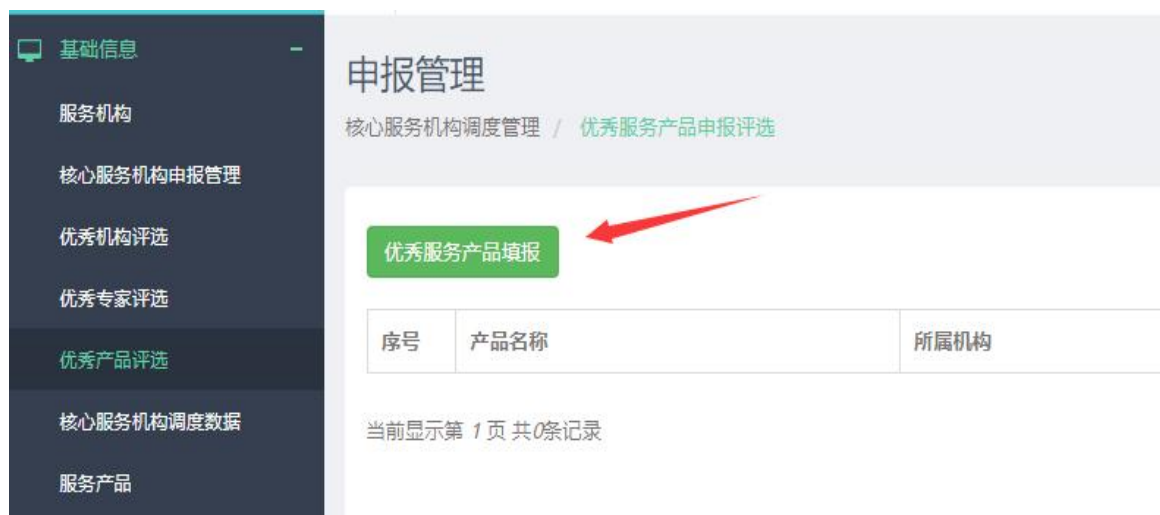 基础信息
服务机构
核心服务机构申报管理
优秀机构评选
优秀专家评选
优秀产品评选
核心服务机构调度数据
服务产品
申报管理
核心服务机构调度管理 / 优秀服务产品申报评选
优秀服务产品填报
序号 产品名称 所属机构
当前显示第 1 页 共0条记录